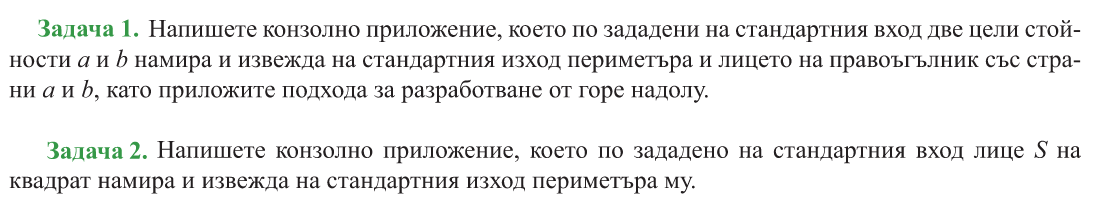 Задача 1. Напишете конзолно приложение, което по зададени на стандартния вход две цели стой-
ности a и b намира и извежда на стандартния изход периметъра и лицето на правоъгълник със стра-
ни a и b, като приложите подхода за разработване от горе надолу.
Задача 2. Напишете конзолно приложение, което по зададено на стандартния вход лице S на
квадрат намира и извежда на стандартния изход периметъра му.